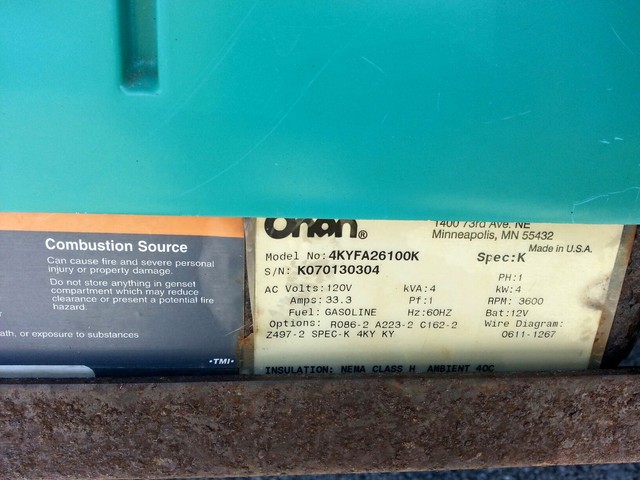 Combustion Source
Can cause fire and severe personal
injury or property damage.
Do not store anything in genset
compartment which may reduce
clearance or present a potential fire
hazard.
ath, or exposure to substances
•TMI•
Onan®
1400 73rd Ave. NE
Minneapolis, MN 55432
Made in U.S.A.
Model No:4KYFA26100K Spec:K
S/N: K070130304
PH:1
AC Volts:120V kVA:4 kW:4
Amps:33.3 Pf:1 RPM: 3600
Fuel:GASOLINE Hz:60HZ Bat:12V
Options: R086-2 A223-2 C162-2 Wire Diagram:
Z497-2 SPEC-K 4KY KY 0611-1267
INSULATION: NEMA CLASS H AMBIENT 40C